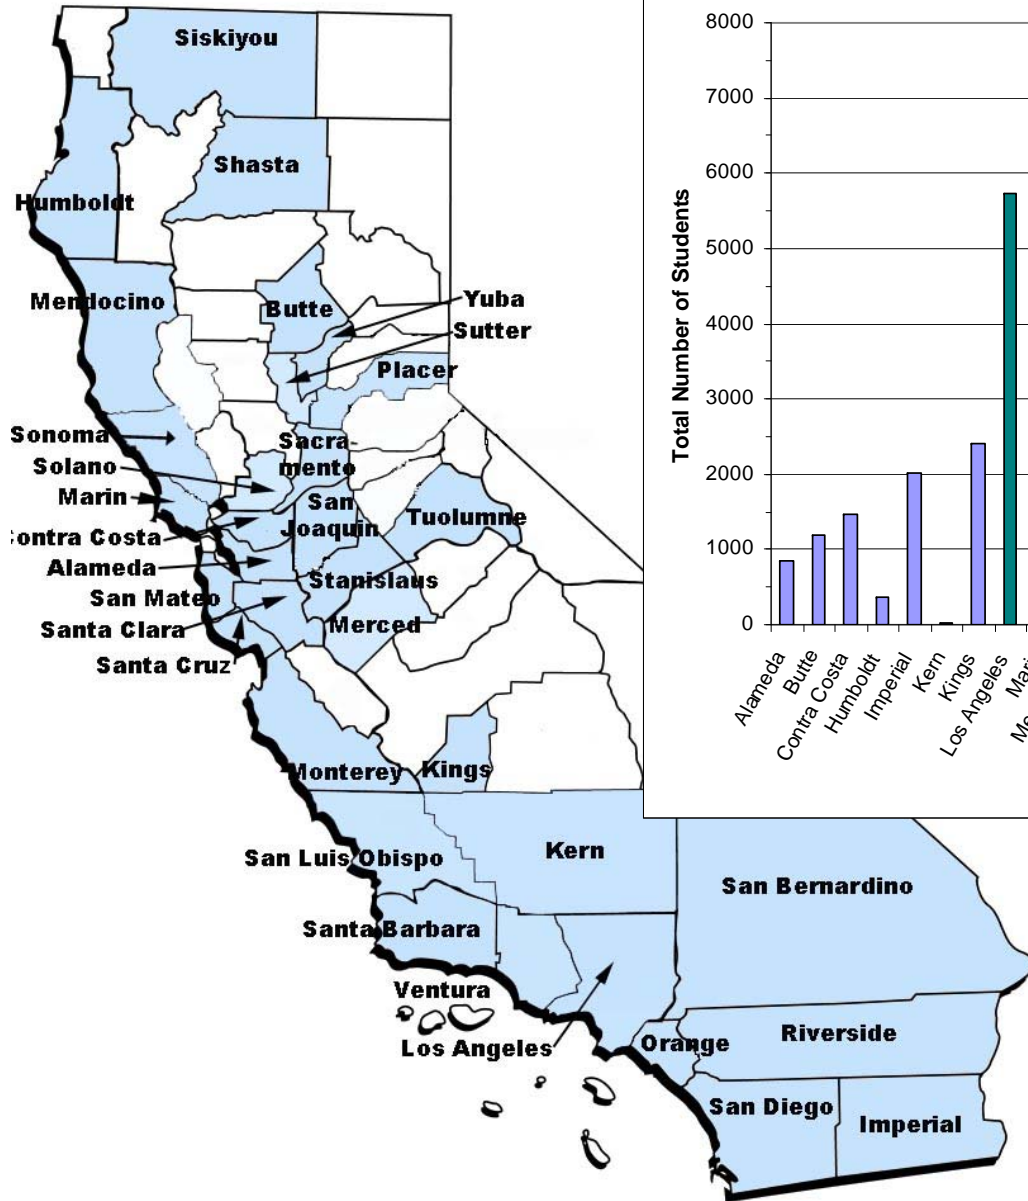 Siskiyou
Shasta
Humboldt
Mendocino
Butte
Yuba
Sutter
Placer
Sonoma
Sacra-
mento
Solano
Marin
San
Joaquin
Tuolumne
ontra Costa
Alameda
Stanislaus
San Mateo
Santa Clara
Merced
Santa Cruz
Monterey
Kings
San Luis Obispo
Kern
San Bernardino
Santa Barbara
Ventura
Los Angeles
Orange
Riverside
San Diego
Imperial
Total Number of Students
8000
7000
6000
5000
4000
3000
2000
1000
0
Alameda
Butte
Contra Costa
Humboldt
Imperial
Kern
Kings
Los Angeles
Mari
Me